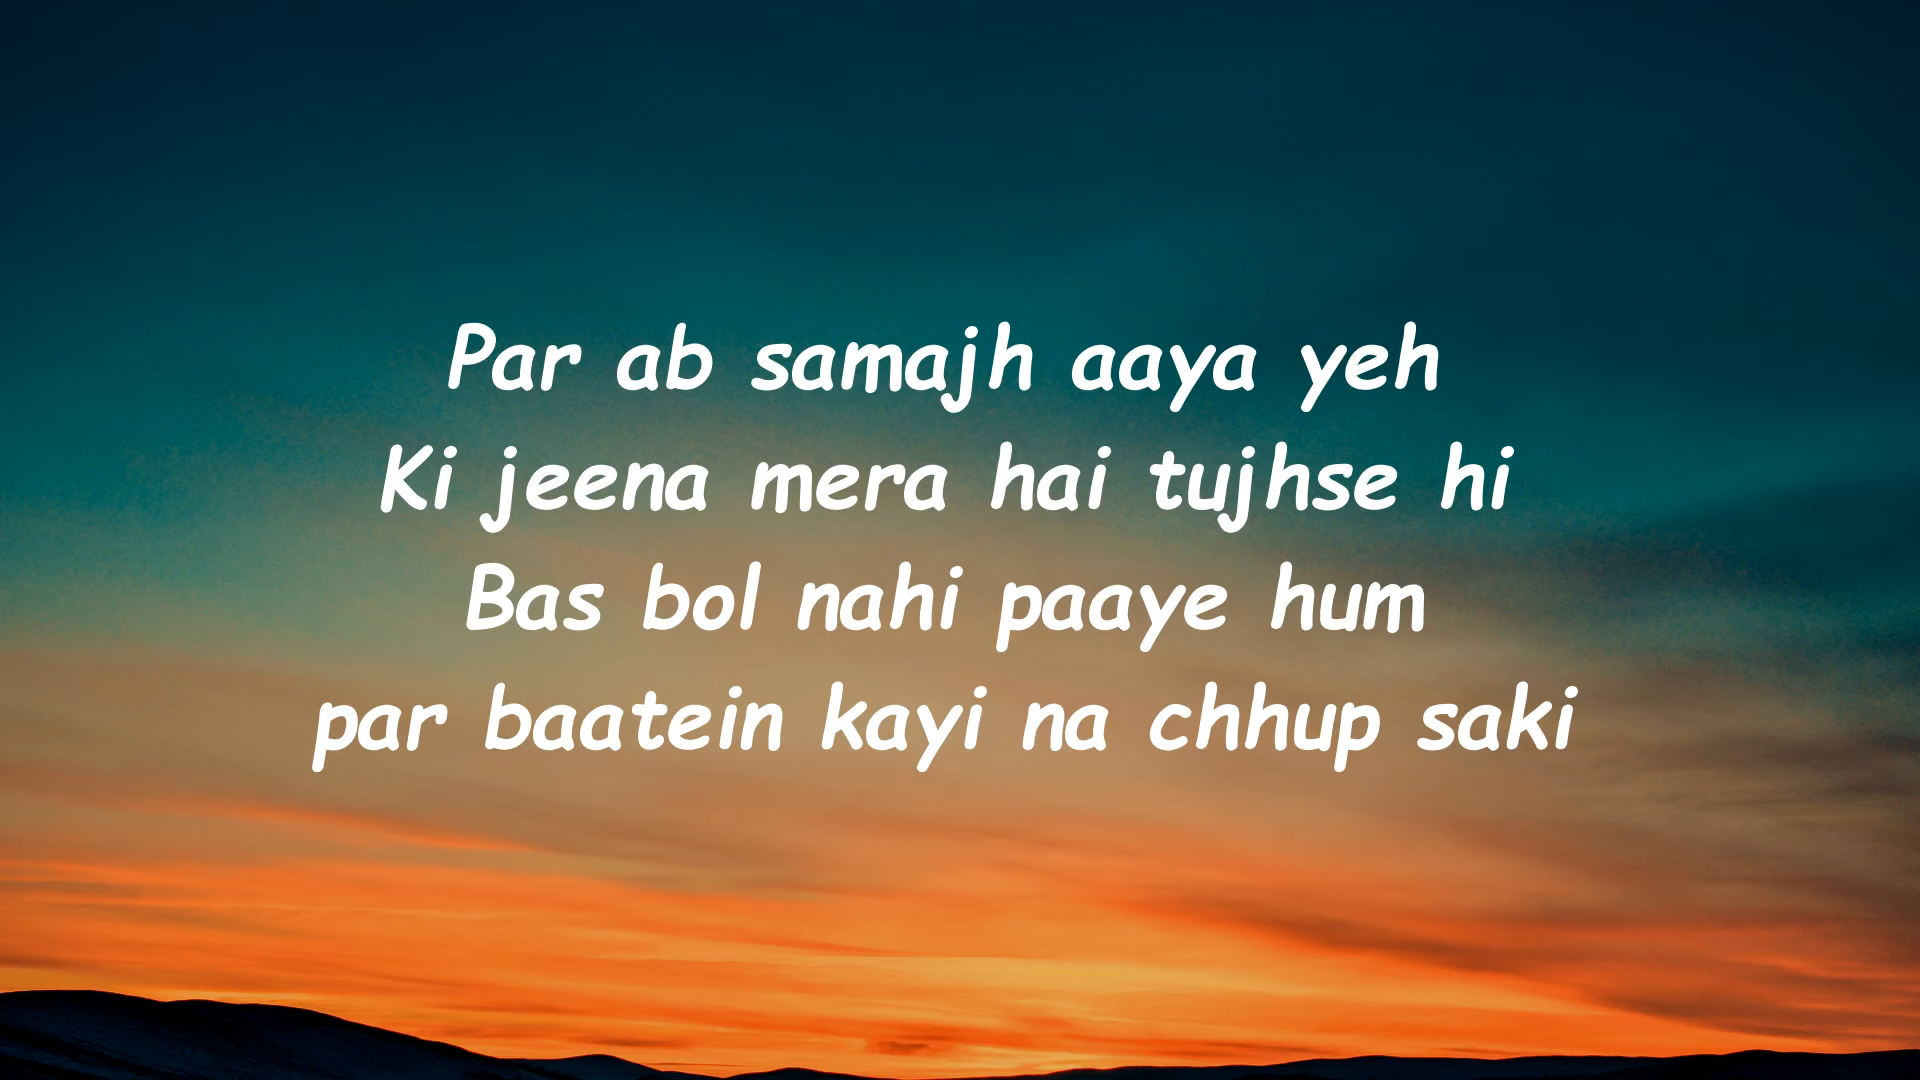 Par ab samajh aaya yeh
Ki jeena mera hai tujhse hi
Bas bol nahi paaye hum
par baatein kayi na chhup saki